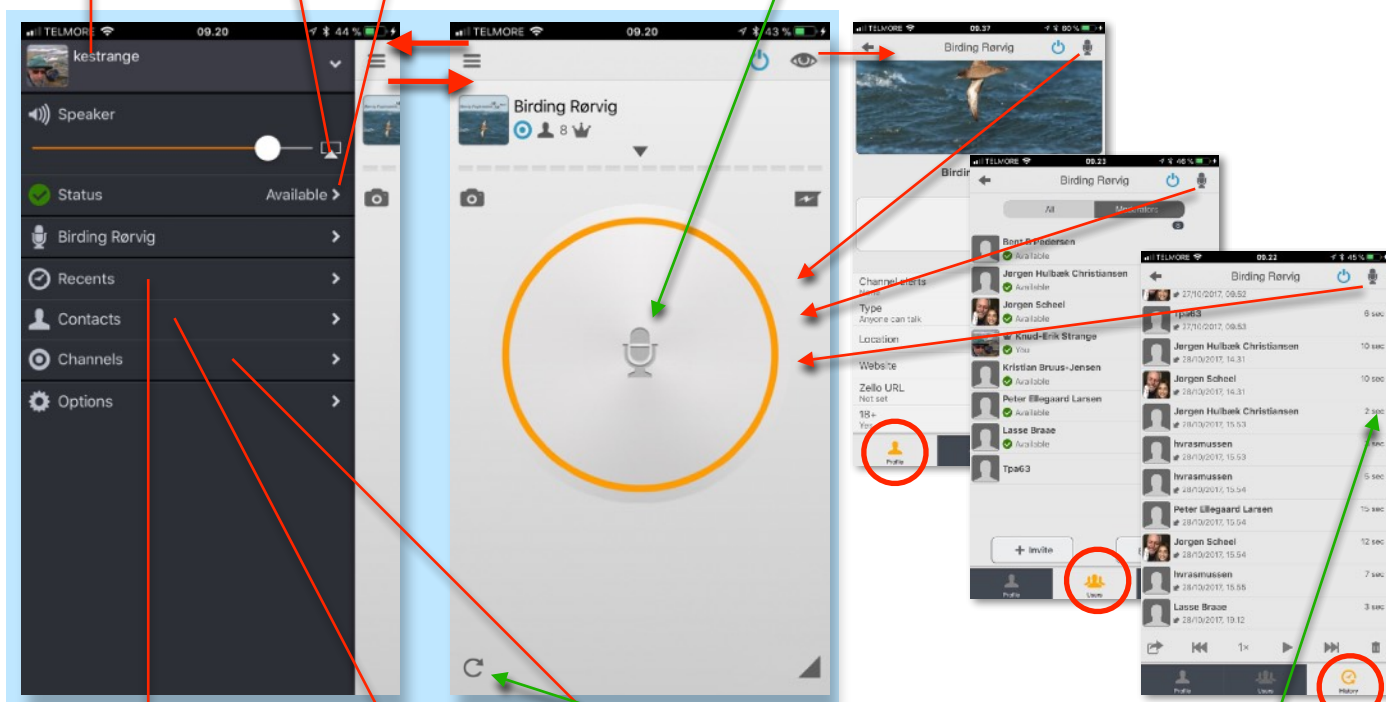 TELMORE 09.20 44 %
kestrange
Speaker
Status Available
Birding Rørvig
Recents
Contacts
Channels
Options
TELMORE 09.20 43 %
Birding Rørvig
8
TELMORE 09.37 80 %
Birding Rørvig
Birdin
Channel alerts
None
Type
Anyone can talk
Location
Website
Zello URL
Not set
18+
Yes
Profile
TELMORE 09.23 46 %
Birding Rørvig
All Moderators
Bent S Pedersen
Available
Jørgen Hulbæk Christiansen
Available
Jorgen Scheel
Available
Knud-Erik Strange
You
Kristian Bruus-Jensen
Available
Peter Ellegaard Larsen
Available
Lasse Braae
Available
Tpa63
+ Invite
Profile Users
TELMORE 09.22 45 %
Birding Rørvig
27/10/2017, 09.52
Tpa63 6 sec
27/10/2017, 09.53
Jørgen Hulbæk Christiansen 10 sec
28/10/2017, 14.31
Jorgen Scheel 10 sec
28/10/2017, 14.31
Jørgen Hulbæk Christiansen 2 sec
28/10/2017, 15.53
hvrasmussen sec
28/10/2017, 15.53
hvrasmussen 5 sec
28/10/2017, 15.54
Peter Ellegaard Larsen 15 sec
28/10/2017, 15.54
Jorgen Scheel 12 sec
28/10/2017, 15.54
hvrasmussen 7 sec
28/10/2017, 15.55
Lasse Braae 3 sec
28/10/2017, 19.12
1×
Profile Users History